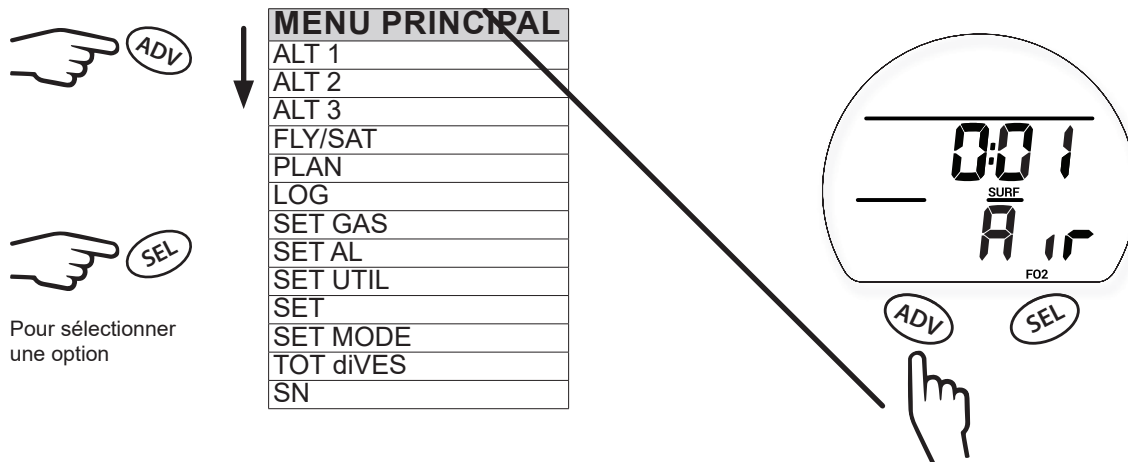 ADV
MENU PRINCIPAL
ALT 1
ALT 2
ALT 3
FLY/SAT
PLAN
LOG
SET GAS
SET AL
SET UTIL
SET
SET MODE
TOT diVES
SN
SEL
Pour sélectionner
une option
0:01
SURF
Air
FO2
ADV
SEL